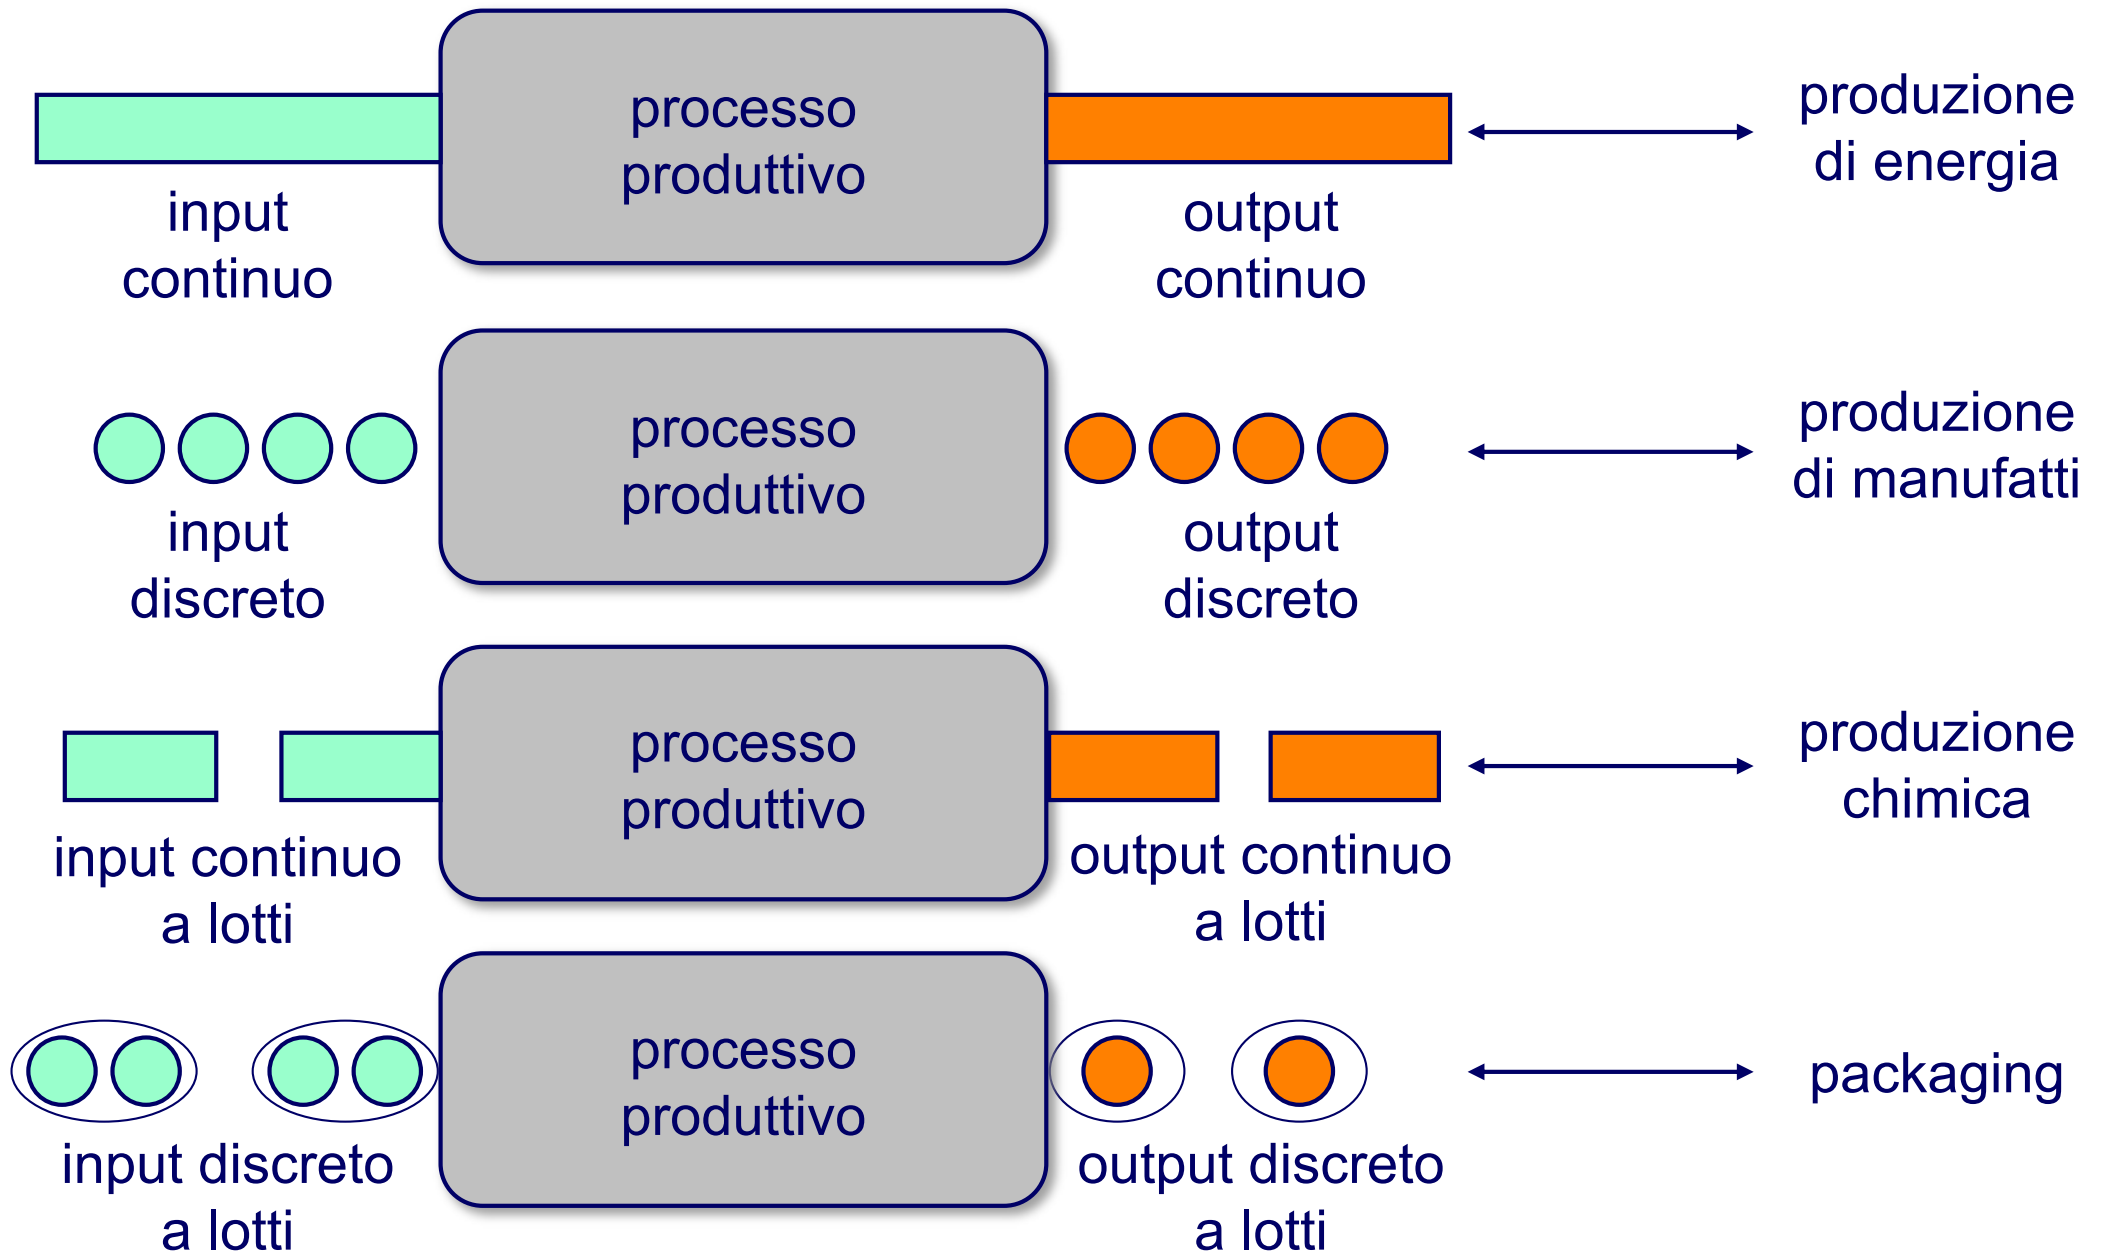 processo
produttivo
input
continuo
output
continuo
produzione
di energia
processo
produttivo
input
discreto
output
discreto
produzione
di manufatti
processo
produttivo
input continuo
a lotti
output continuo
a lotti
produzione
chimica
processo
produttivo
input discreto
a lotti
output discreto
a lotti
packaging